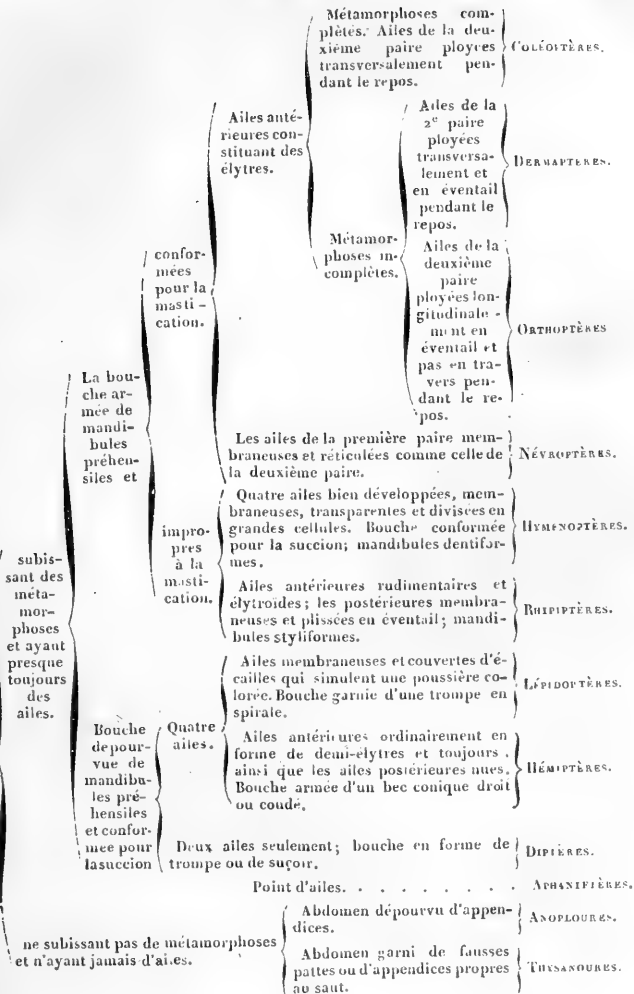 Métamorphoses com-
plètes. Ailes de la deu-
xième paire ployées
transversalement pen-
dant le repos.
COLÉOPTÈRES.
Ailes anté-
rieures con-
stituant des
élytres.
Ailes de la
2e paire
ployées
transversa-
lement et
en éventail
pendant le
repos.
DERMAPTÈRES.
Métamor-
phoses in-
complètes.
Ailes de la
deuxième
paire
ployées lon-
gitudinale -
ment en
éventail et
pas en tra-
vers pen-
dant le re-
pos.
ORTHOPTÈRES
confor-
mées
pour la
masti -
cation.
La bou-
che ar-
mée de
mandi-
bules
préhen-
siles et
Les ailes de la première paire mem-
braneuses et réticulées comme celle de
la deuxième paire.
NÉVROPTÈRES.
impro-
pres
à la
masti-
cation.
Quatre ailes bien développées, mem-
braneuses, transparentes et divisées en
grandes cellules. Bouche conformée
pour la succion; mandibules dentifor-
mes.
HYMÉNOPTÈRES.
Ailes antérieures rudimentaires et
élytroïdes; les postérieures membra-
neuses et plissées en éventail; mandi-
bules styliformes.
RHIPIPTÈRES.
subis-
sant des
méta-
mor-
phoses
et ayant
presque
toujours
des
ailes.
Bouche
dépour-
vue de
mandibu-
les pré-
hensiles
et confor-
mée pour
la succion
Quatre
ailes.
Ailes membraneuses et couvertes d'é-
cailles qui simulent une poussière co-
lorée. Bouche garnie d'une trompe en
spirale.
LÉPIDOPTÈRES.
Ailes antérieures ordinairement en
forme de demi-élytres et toujours,
ainsi que les ailes postérieures nues.
Bouche armée d'un bec conique droit
ou coudé.
HÉMIPTÈRES.
Deux ailes seulement; bouche en forme de
trompe ou de suçoir.
DIPTÈRES.
Point d'ailes. . . . . . . . . APHANIPTÈRES.
ne subissant pas de métamorphoses
et n'ayant jamais d'ailes.
Abdomen dépourvu d'appen-
dices.
ANOPLOURES.
Abdomen garni de fausses
pattes ou d'appendices propres
au saut.
THYSANOURES.